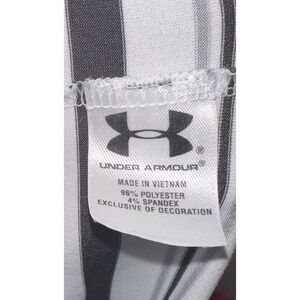 ®
UNDER ARMOUR®
MADE IN VIETNAM
96% POLYESTER
4% SPANDEX
EXCLUSIVE OF DECORATION